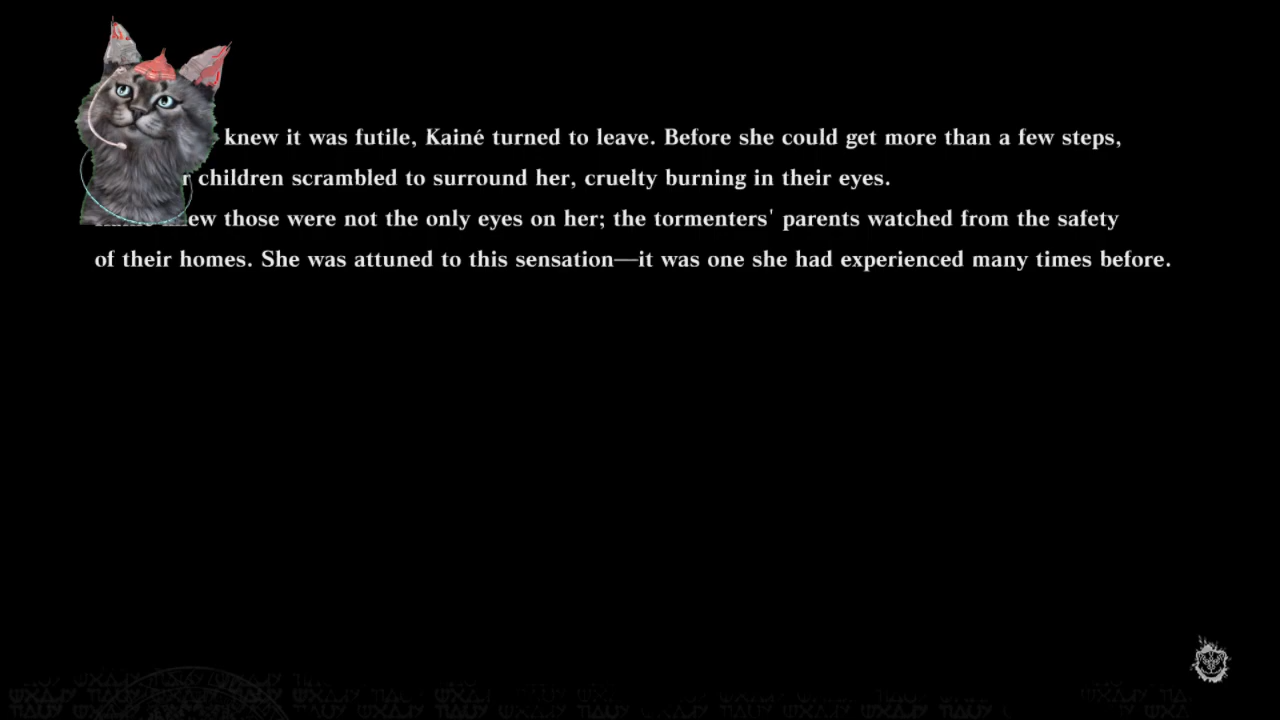 knew it was futile, Kainé turned to leave. Before she could get more than a few steps,
children scrambled to surround her, cruelty burning in their eyes.
those were not the only eyes on her; the tormenters' parents watched from the safety
of their homes. She was attuned to this sensation—it was one she had experienced many times before.